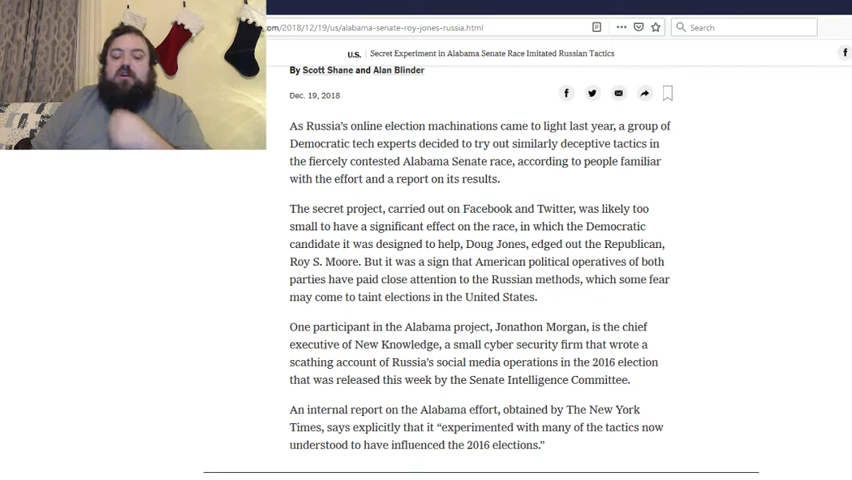 com/2018/12/19/us/alabama-senate-roy-jones-russia.html
Search
U.S. Secret Experiment in Alabama Senate Race Imitated Russian Tactics
By Scott Shane and Alan Blinder
Dec. 19, 2018
As Russia's online election machinations came to light last year, a group of
Democratic tech experts decided to try out similarly deceptive tactics in
the fiercely contested Alabama Senate race, according to people familiar
with the effort and a report on its results.
The secret project, carried out on Facebook and Twitter, was likely too
small to have a significant effect on the race, in which the Democratic
candidate it was designed to help, Doug Jones, edged out the Republican,
Roy S. Moore. But it was a sign that American political operatives of both
parties have paid close attention to the Russian methods, which some fear
may come to taint elections in the United States.
One participant in the Alabama project, Jonathon Morgan, is the chief
executive of New Knowledge, a small cyber security firm that wrote a
scathing account of Russia's social media operations in the 2016 election
that was released this week by the Senate Intelligence Committee.
An internal report on the Alabama effort, obtained by The New York
Times, says explicitly that it “experimented with many of the tactics now
understood to have influenced the 2016 elections.”